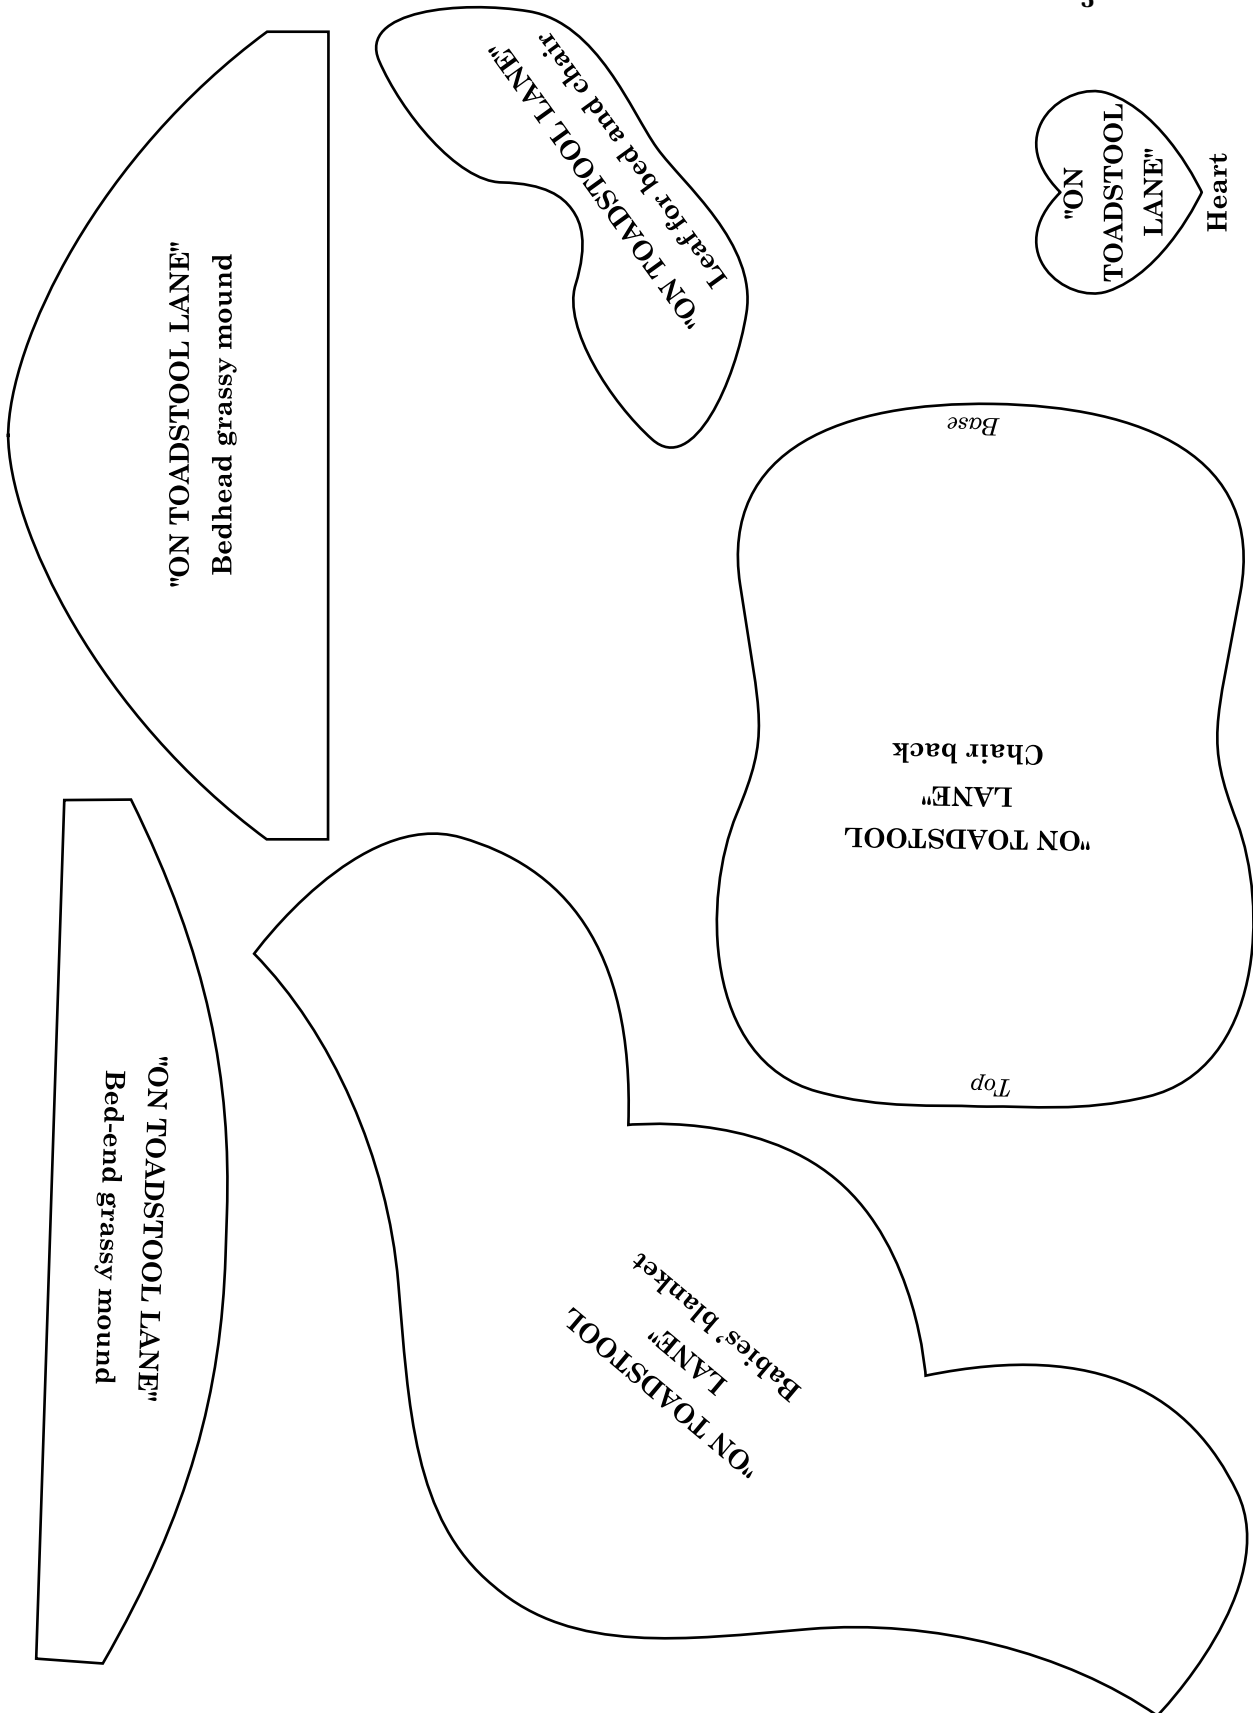 "ON TOADSTOOL LANE"
Bedhead grassy mound
"ON TOADSTOOL LANE"
Leaf for bed and chair
"ON
TOADSTOOL
LANE"
Heart
Base
"ON TOADSTOOL
LANE"
Chair back
Top
"ON TOADSTOOL LANE"
Bed-end grassy mound
"ON TOADSTOOL
LANE"
Babies' blanket